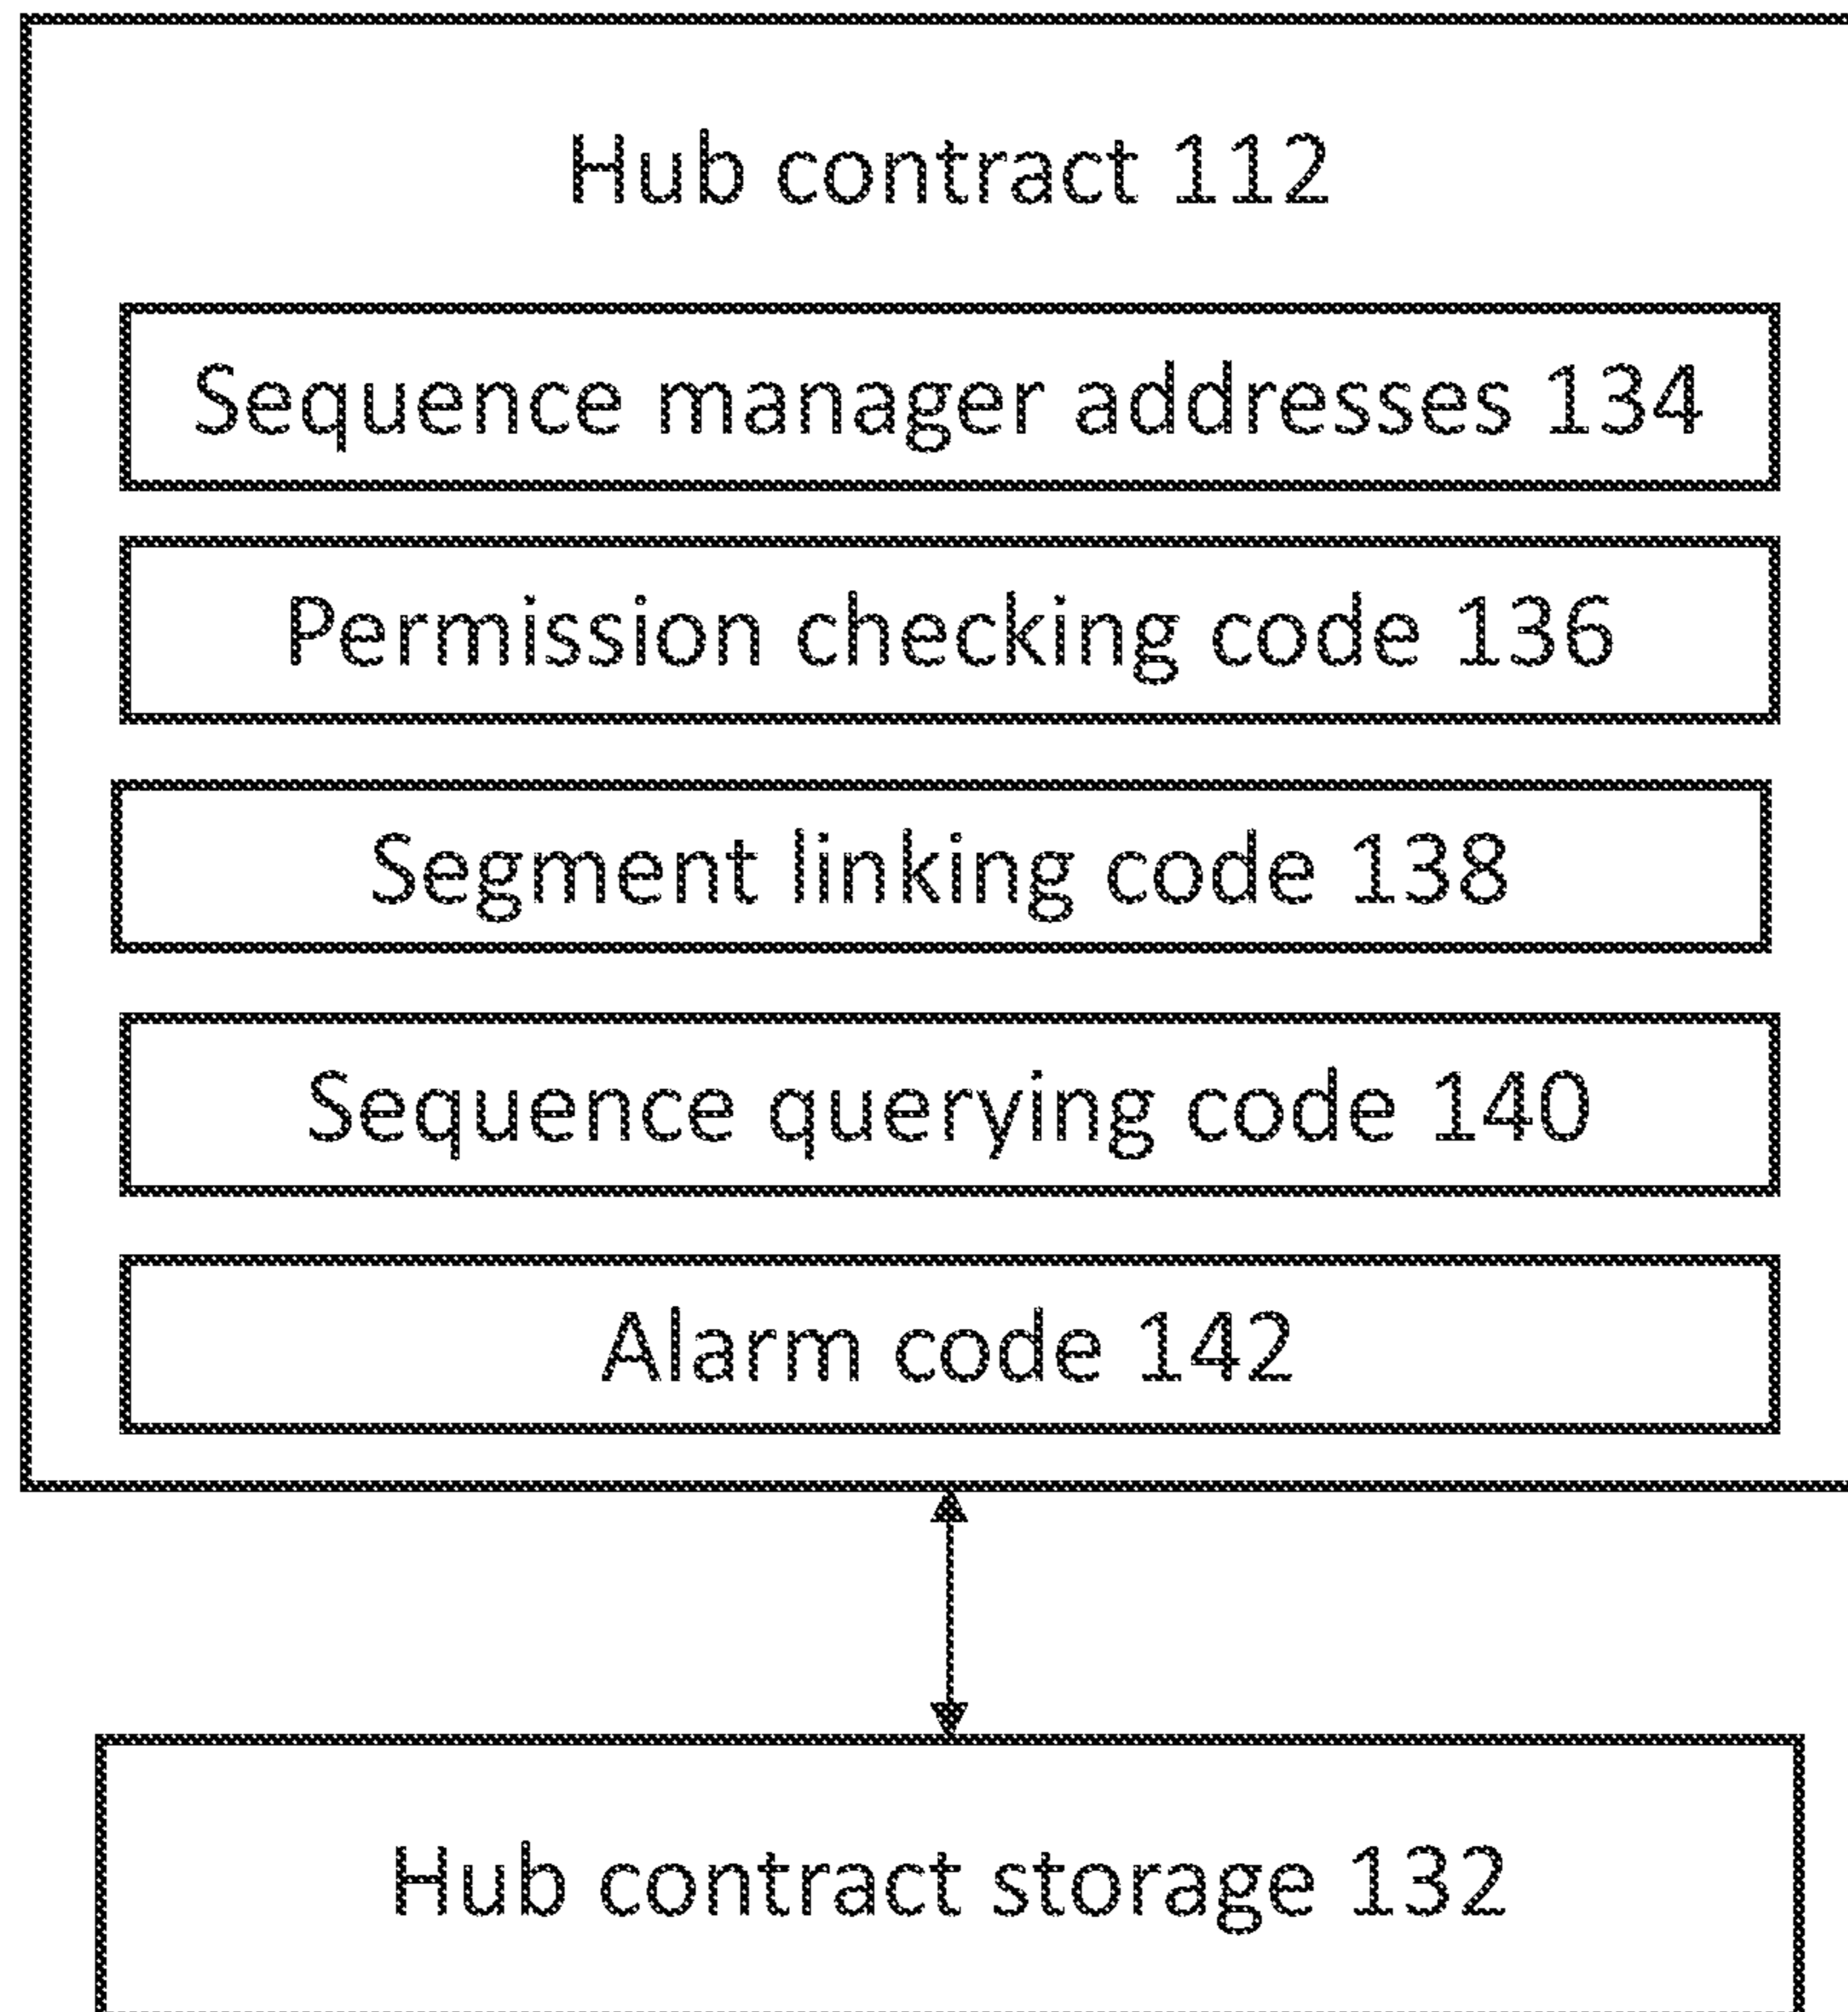 Hub contract 112
Sequence manager addresses 134
Permission checking code 136
Segment linking code 138
Sequence querying code 140
Alarm code 142
Hub contract storage 132